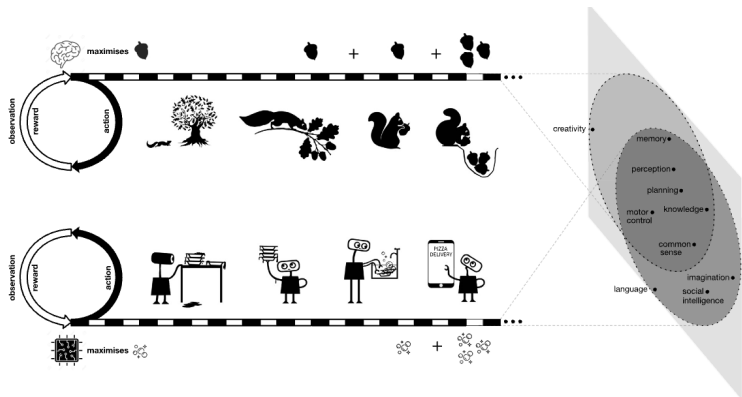 maximises
+
+
observation
reward
action
creativity
memory
perception
planning
motor
control
knowledge
common
sense
imagination
language
social
intelligence
observation
reward
action
PIZZA
DELIVERY
maximises
+